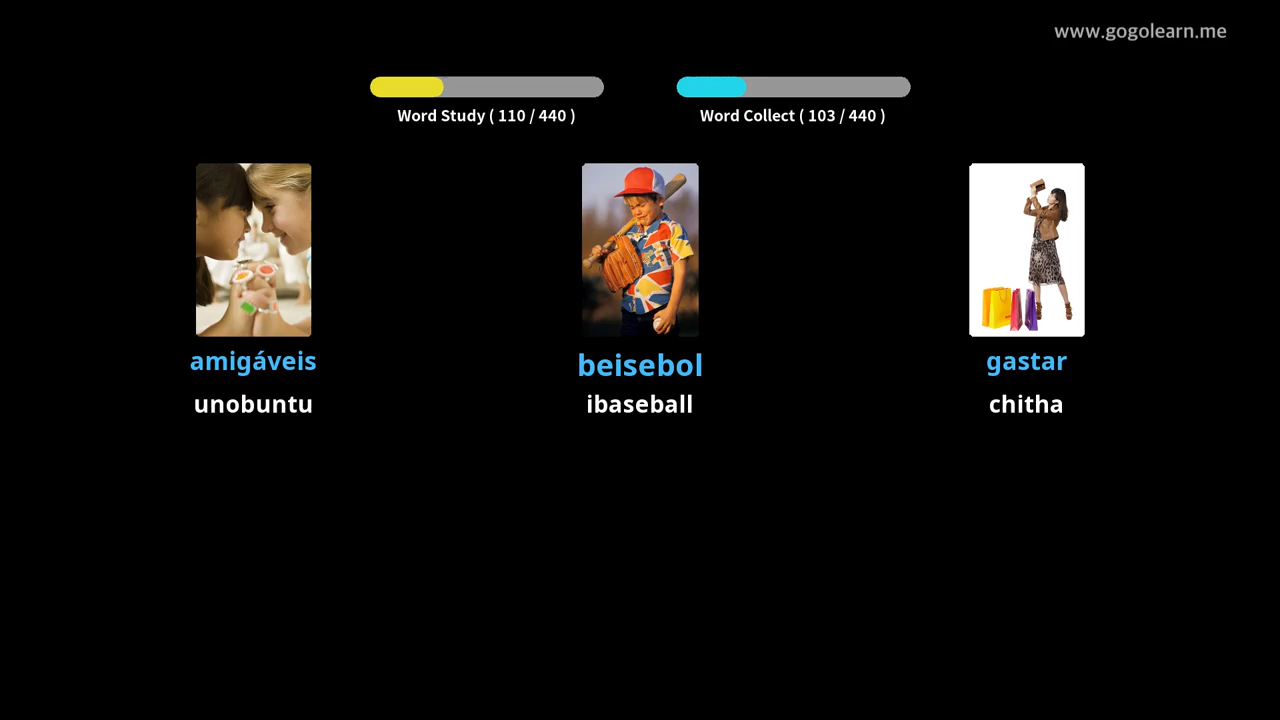 www.gogolearn.me
Word Study ( 110 / 440 )
Word Collect ( 103 / 440 )
amigáveis
unobuntu
beisebol
ibaseball
gastar
chitha